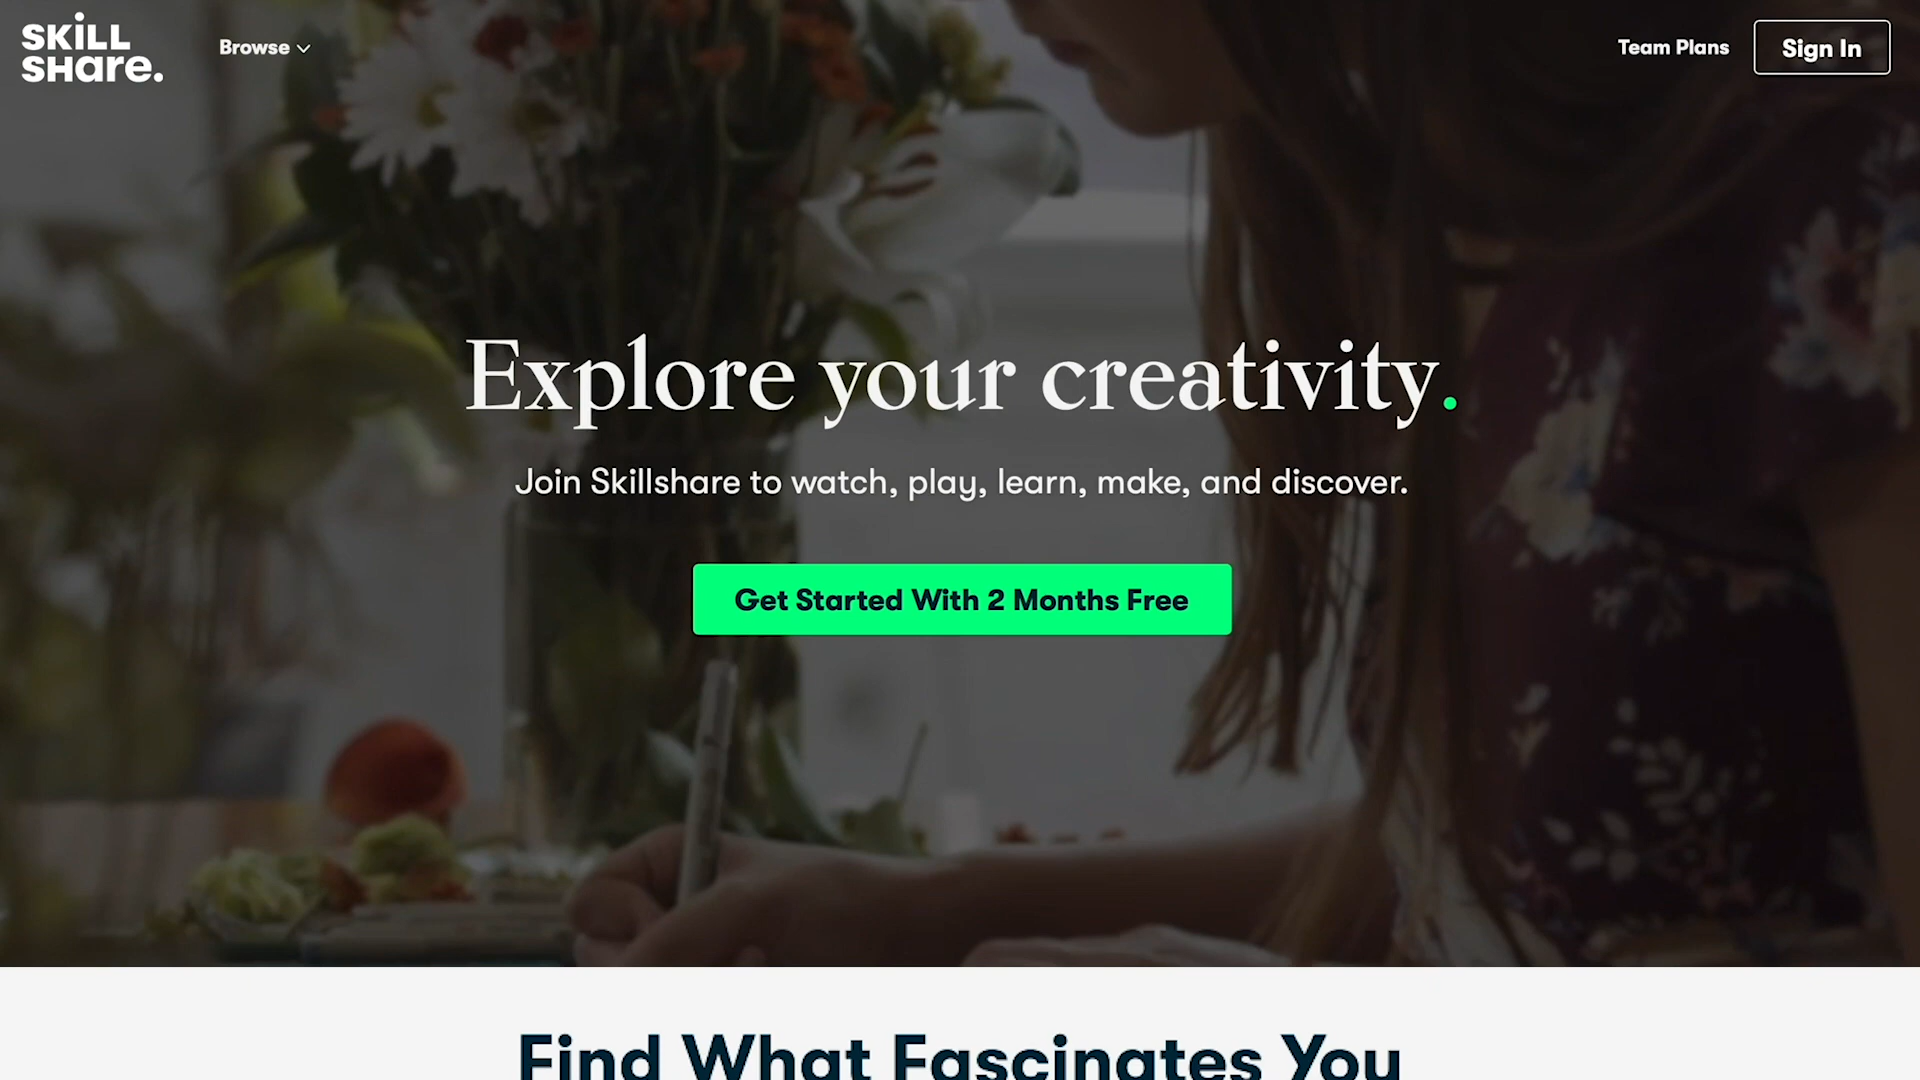 SKiLL
SHare.
Browse
Team Plans
Sign In
Explore your creativity.
Join Skillshare to watch, play, learn, make, and discover.
Get Started With 2 Months Free
Find What Fascinates You